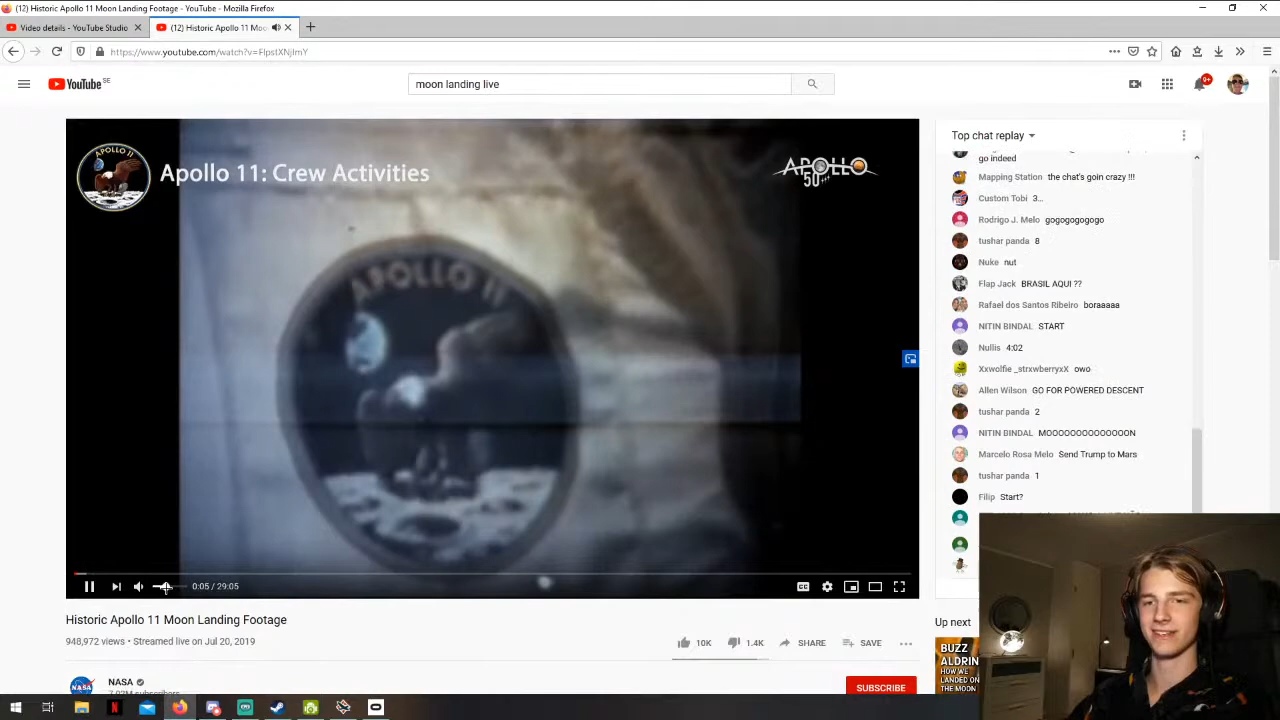 (12) Historic Apollo 11 Moon Landing Footage - YouTube - Mozilla Firefox
Video details - YouTube Studio
(12) Historic Apollo 11 Moo
https://www.youtube.com/watch?v=FIpstXNjImY
YouTube SE
moon landing live
9+
APOLLO 11
Apollo 11: Crew Activities
APOLLO 50
APOLLO 11
0:05 / 29:05
CC
Historic Apollo 11 Moon Landing Footage
948,972 views • Streamed live on Jul 20, 2019
10K
1.4K
SHARE
SAVE
NASA
SUBSCRIBE
Top chat replay
go indeed
Mapping Station the chat's goin crazy !!!
Custom Tobi 3...
Rodrigo J. Melo gogogogogogo
tushar panda 8
Nuke nut
Flap Jack BRASIL AQUI ??
Rafael dos Santos Ribeiro boraaaaa
NITIN BINDAL START
Nullis 4:02
Xxwolfie _strxwberryxX owo
Allen Wilson GO FOR POWERED DESCENT
tushar panda 2
NITIN BINDAL MOOOOOOOOOOOOOON
Marcelo Rosa Melo Send Trump to Mars
tushar panda 1
Filip Start?
Up next
BUZZ
ALDRIN
HOW WE
LANDED ON
THE MOON